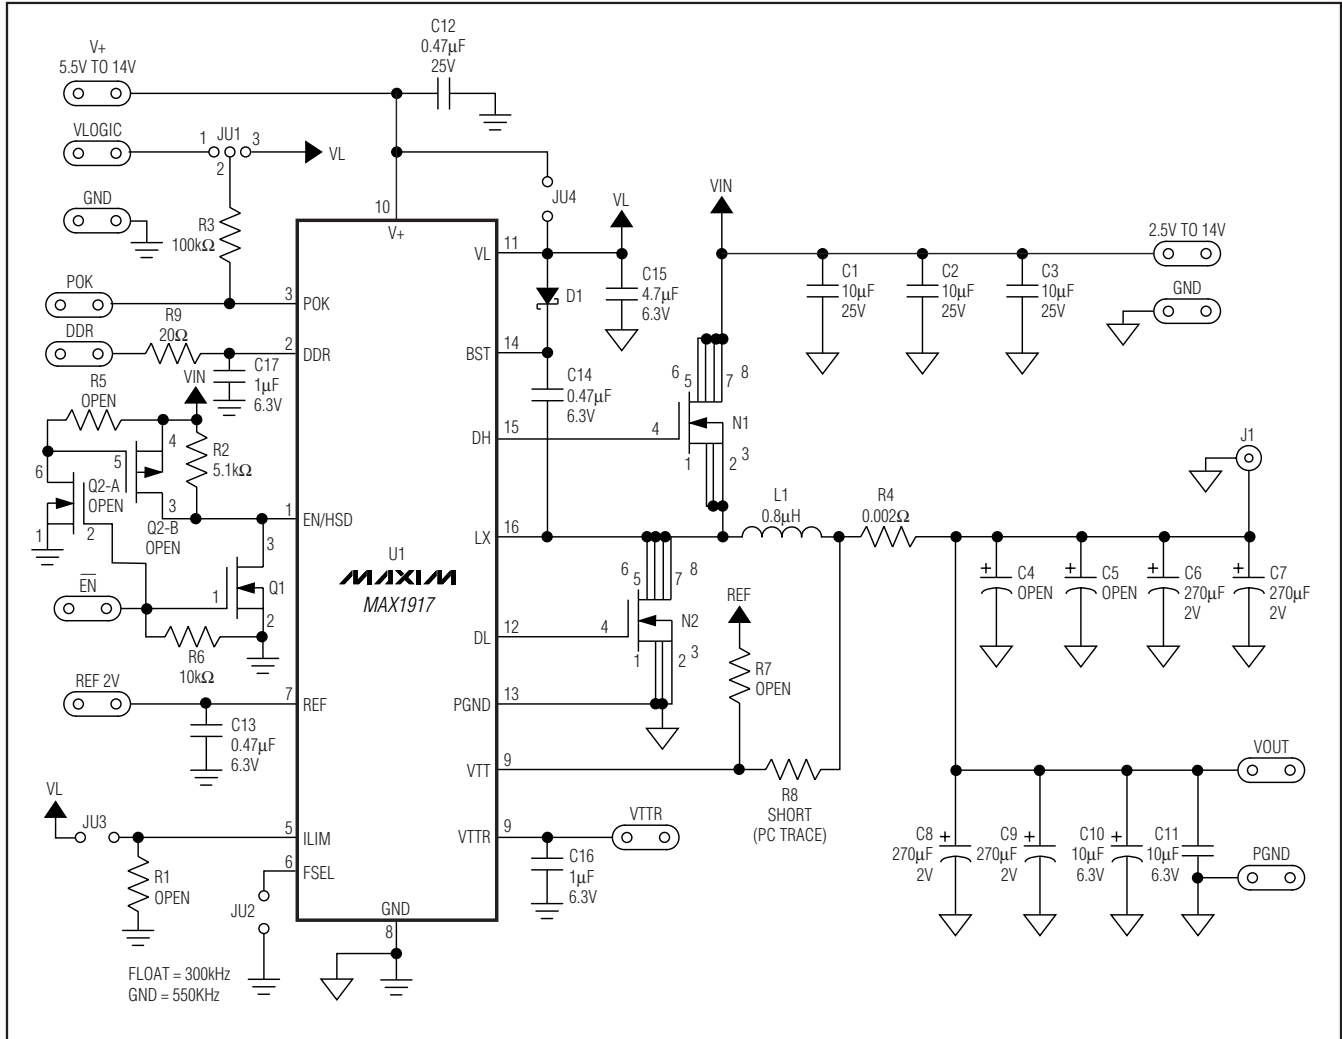 V+
5.5V TO 14V
C12
0.47µF
25V
VLOGIC
1 JU1 3
2
VL
GND
R3
100kΩ
10
V+
JU4
VL
VIN
2.5V TO 14V
11
VL
C15
4.7µF
6.3V
C1
10µF
25V
C2
10µF
25V
C3
10µF
25V
GND
POK
3
POK
D1
DDR
R9
20Ω
2
DDR
14
BST
C17
1µF
6.3V
VIN
R5
OPEN
C14
0.47µF
6.3V
6 5 7 8
4
N1
1 2 3
15
DH
J1
4
R2
5.1kΩ
5
6
Q2-A
OPEN
3
1 2
Q2-B
OPEN
1
EN/HSD
16
LX
L1
0.8µH
R4
0.002Ω
U1
MAXIM
MAX1917
3
EN
1
Q1
2
R6
10kΩ
6 5 7 8
4
N2
1 2 3
12
DL
REF
R7
OPEN
C4
OPEN
C5
OPEN
C6
270µF
2V
C7
270µF
2V
+ + + +
REF 2V
7
REF
C13
0.47µF
6.3V
13
PGND
9
VTT
R8
SHORT
(PC TRACE)
VOUT
VL
JU3
5
ILIM
6
FSEL
R1
OPEN
JU2
9
VTTR
VTTR
C16
1µF
6.3V
C8
270µF
2V
C9
270µF
2V
C10
10µF
6.3V
C11
10µF
6.3V
+ + +
PGND
GND
8
FLOAT = 300kHz
GND = 550KHz